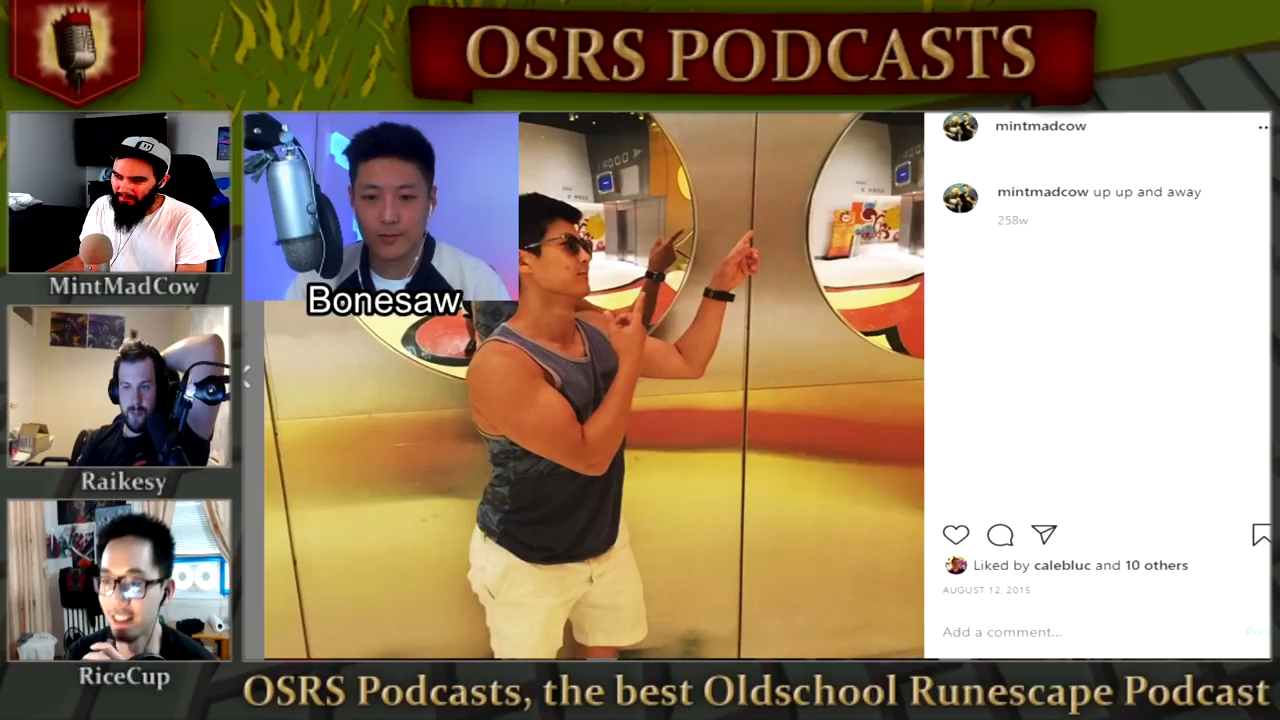 OSRS PODCASTS
MintMadCow
Raikesy
RiceCup
Bonesaw
mintmadcow
mintmadcow up up and away
258w
Liked by calebluc and 10 others
AUGUST 12, 2015
Add a comment...
OSRS Podcasts, the best Oldschool Runescape Podcast